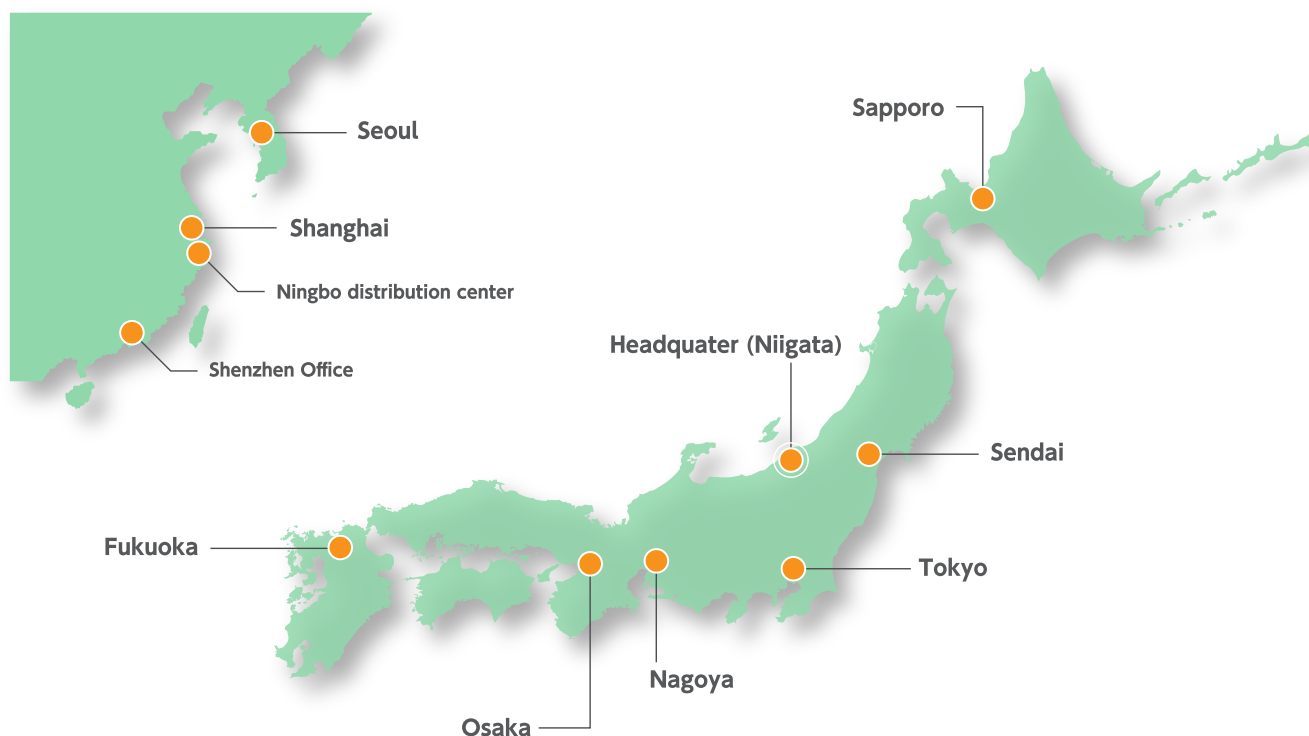 Seoul
Shanghai
Ningbo distribution center
Shenzhen Office
Sapporo
Headquater (Niigata)
Sendai
Fukuoka
Tokyo
Nagoya
Osaka